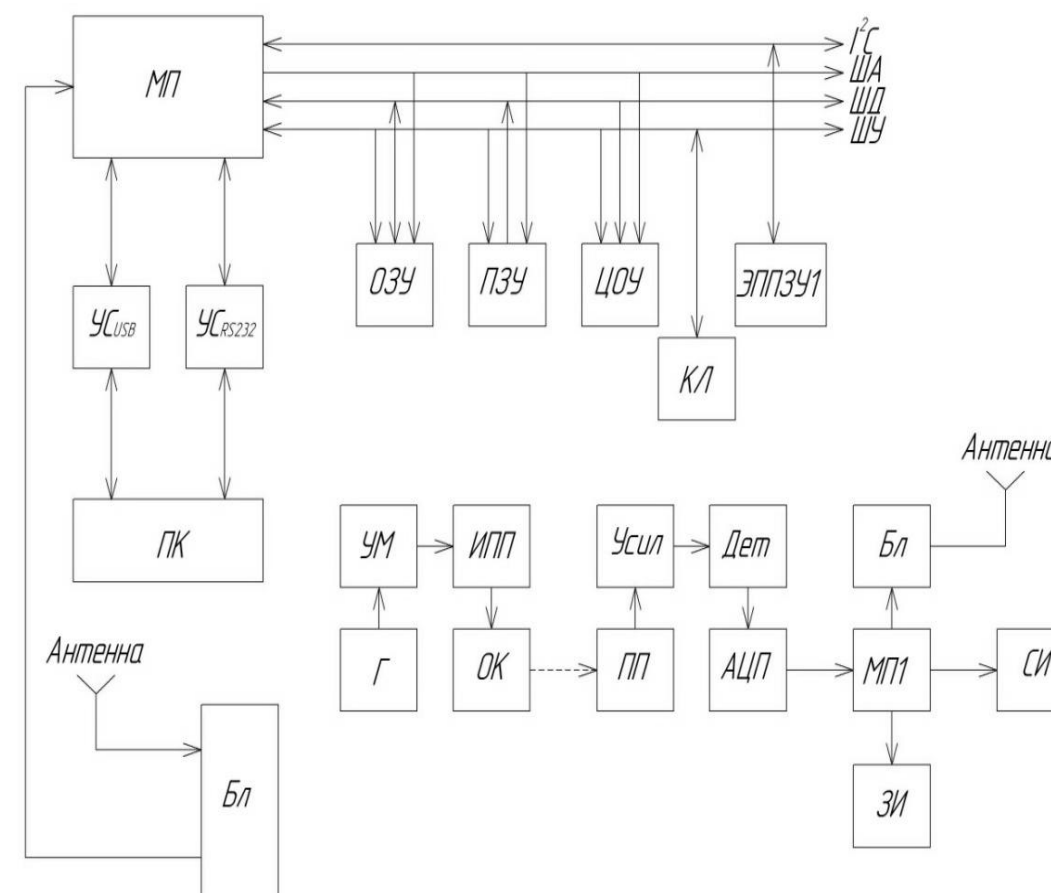 МП
I²C
ША
ШД
ШУ
ОЗУ
ПЗУ
ЦОУ
ЭППЗУ1
УСUSB
УСRS232
КЛ
Антенна
ПК
УМ
ИПП
Усил
Дет
Бл
Антенна
Г
ОК
ПП
АЦП
МП1
СИ
Бл
ЗИ